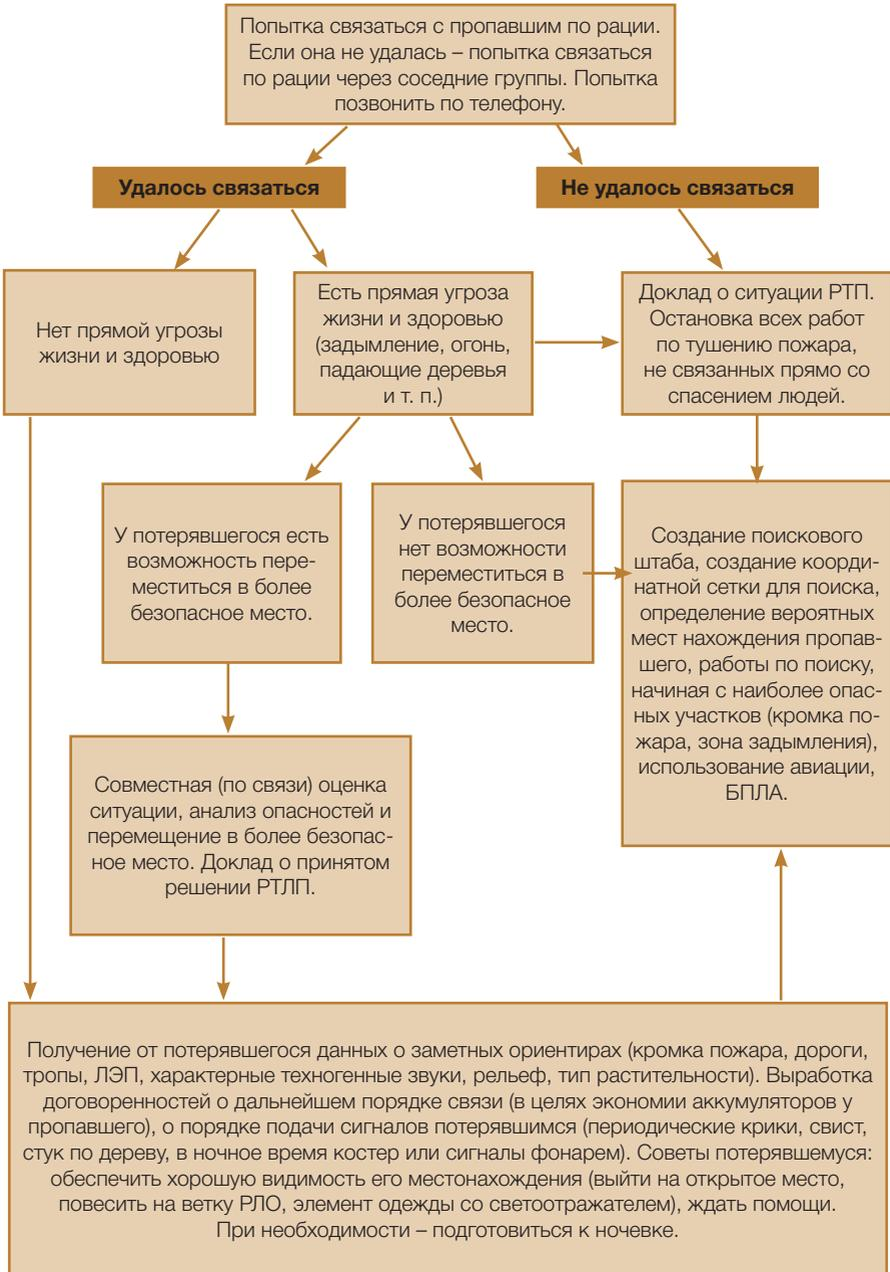 Попытка связаться с пропавшим по рации.
Если она не удалась – попытка связаться
по рации через соседние группы. Попытка
позвонить по телефону.
Удалось связаться
Не удалось связаться
Нет прямой угрозы
жизни и здоровью
Есть прямая угроза
жизни и здоровью
(задымление, огонь,
падающие деревья
и т. п.)
Доклад о ситуации РТП.
Остановка всех работ
по тушению пожара,
не связанных прямо со
спасением людей.
У потерявшегося есть
возможность пере-
меститься в более
безопасное место.
У потерявшегося
нет возможности
переместиться в
более безопасное
место.
Создание поискового
штаба, создание коорди-
натной сетки для поиска,
определение вероятных
мест нахождения пропав-
шего, работы по поиску,
начиная с наиболее опас-
ных участков (кромка по-
жара, зона задымления),
использование авиации,
БПЛА.
Совместная (по связи) оценка
ситуации, анализ опасностей и
перемещение в более безопас-
ное место. Доклад о принятом
решении РТЛП.
Получение от потерявшегося данных о заметных ориентирах (кромка пожара, дороги,
тропы, ЛЭП, характерные техногенные звуки, рельеф, тип растительности). Выработка
договоренностей о дальнейшем порядке связи (в целях экономии аккумуляторов у
пропавшего), о порядке подачи сигналов потерявшимся (периодические крики, свист,
стук по дереву, в ночное время костер или сигналы фонарем). Советы потерявшемуся:
обеспечить хорошую видимость его местонахождения (выйти на открытое место,
повесить на ветку РЛО, элемент одежды со светоотражателем), ждать помощи.
При необходимости – подготовиться к ночевке.